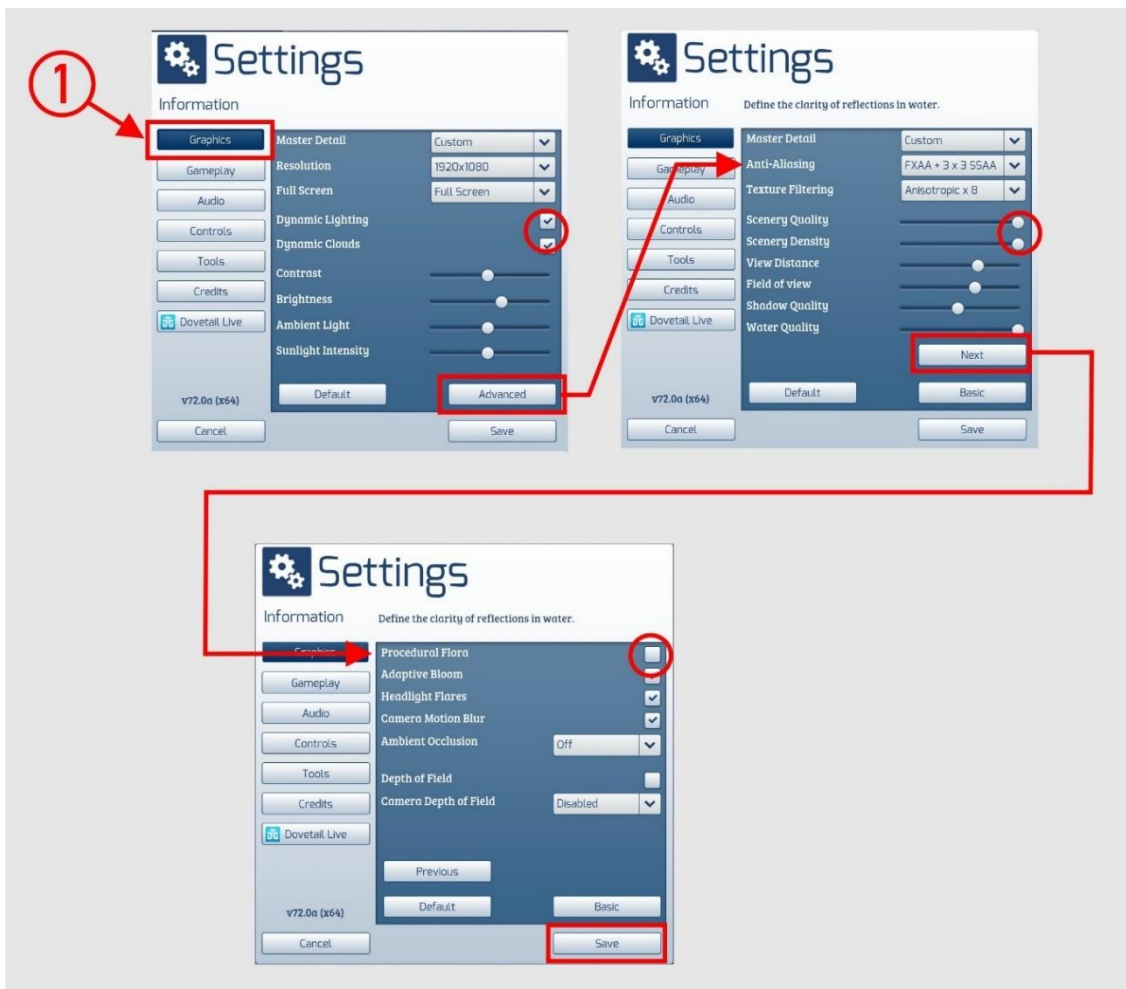 1
Settings
Information
Graphics
Gameplay
Audio
Controls
Tools
Credits
Dovetail Live
v72.0a (x64)
Cancel
Master Detail Custom
Resolution 1920x1080
Full Screen Full Screen
Dynamic Lighting
Dynamic Clouds
Contrast
Brightness
Ambient Light
Sunlight Intensity
Default Advanced
Save
Settings
Information Define the clarity of reflections in water.
Graphics
Gameplay
Audio
Controls
Tools
Credits
Dovetail Live
v72.0a (x64)
Cancel
Master Detail Custom
Anti-Aliasing FXAA + 3 x 3 SSAA
Texture Filtering Anisotropic x 8
Scenery Quality
Scenery Density
View Distance
Field of view
Shadow Quality
Water Quality
Next
Default Basic
Save
Settings
Information Define the clarity of reflections in water.
Graphics
Gameplay
Audio
Controls
Tools
Credits
Dovetail Live
v72.0a (x64)
Cancel
Procedural Flora
Adaptive Bloom
Headlight Flares
Camera Motion Blur
Ambient Occlusion Off
Depth of Field
Camera Depth of Field Disabled
Previous
Default Basic
Save